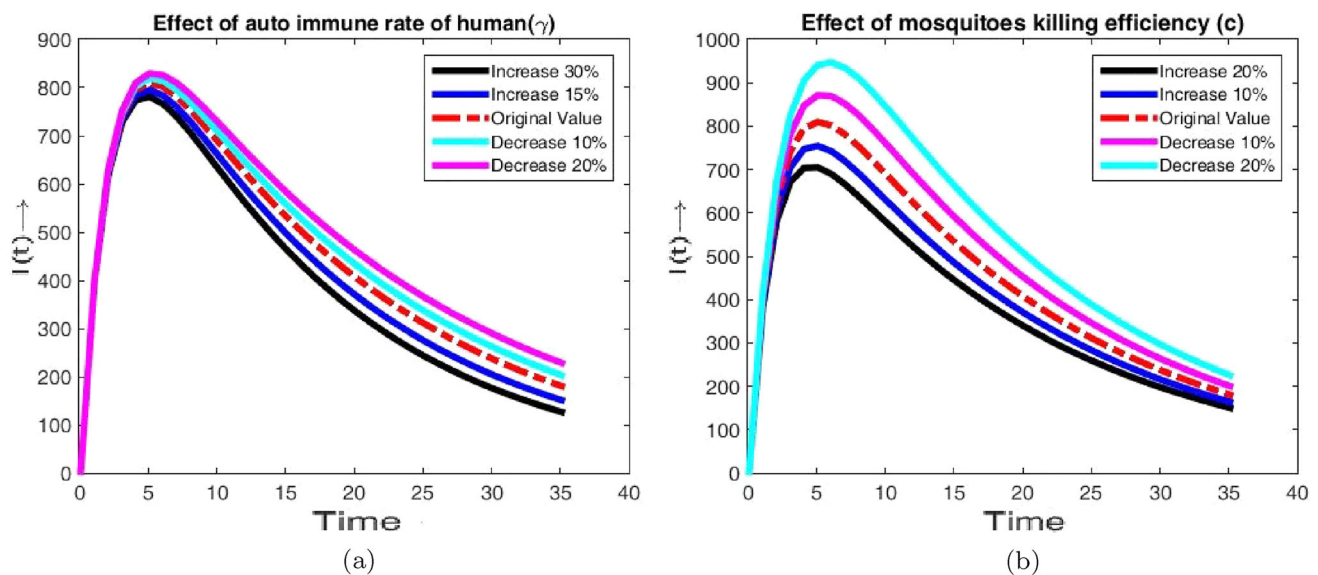 Effect of auto immune rate of human(γ)
900
800
700
600
500
400
300
200
100
0
I(t)→
Increase 30%
Increase 15%
Original Value
Decrease 10%
Decrease 20%
0 5 10 15 20 25 30 35 40
Time
(a)
Effect of mosquitoes killing efficiency (c)
1000
900
800
700
600
500
400
300
200
100
0
I(t)→
Increase 20%
Increase 10%
Original Value
Decrease 10%
Decrease 20%
0 5 10 15 20 25 30 35 40
Time
(b)